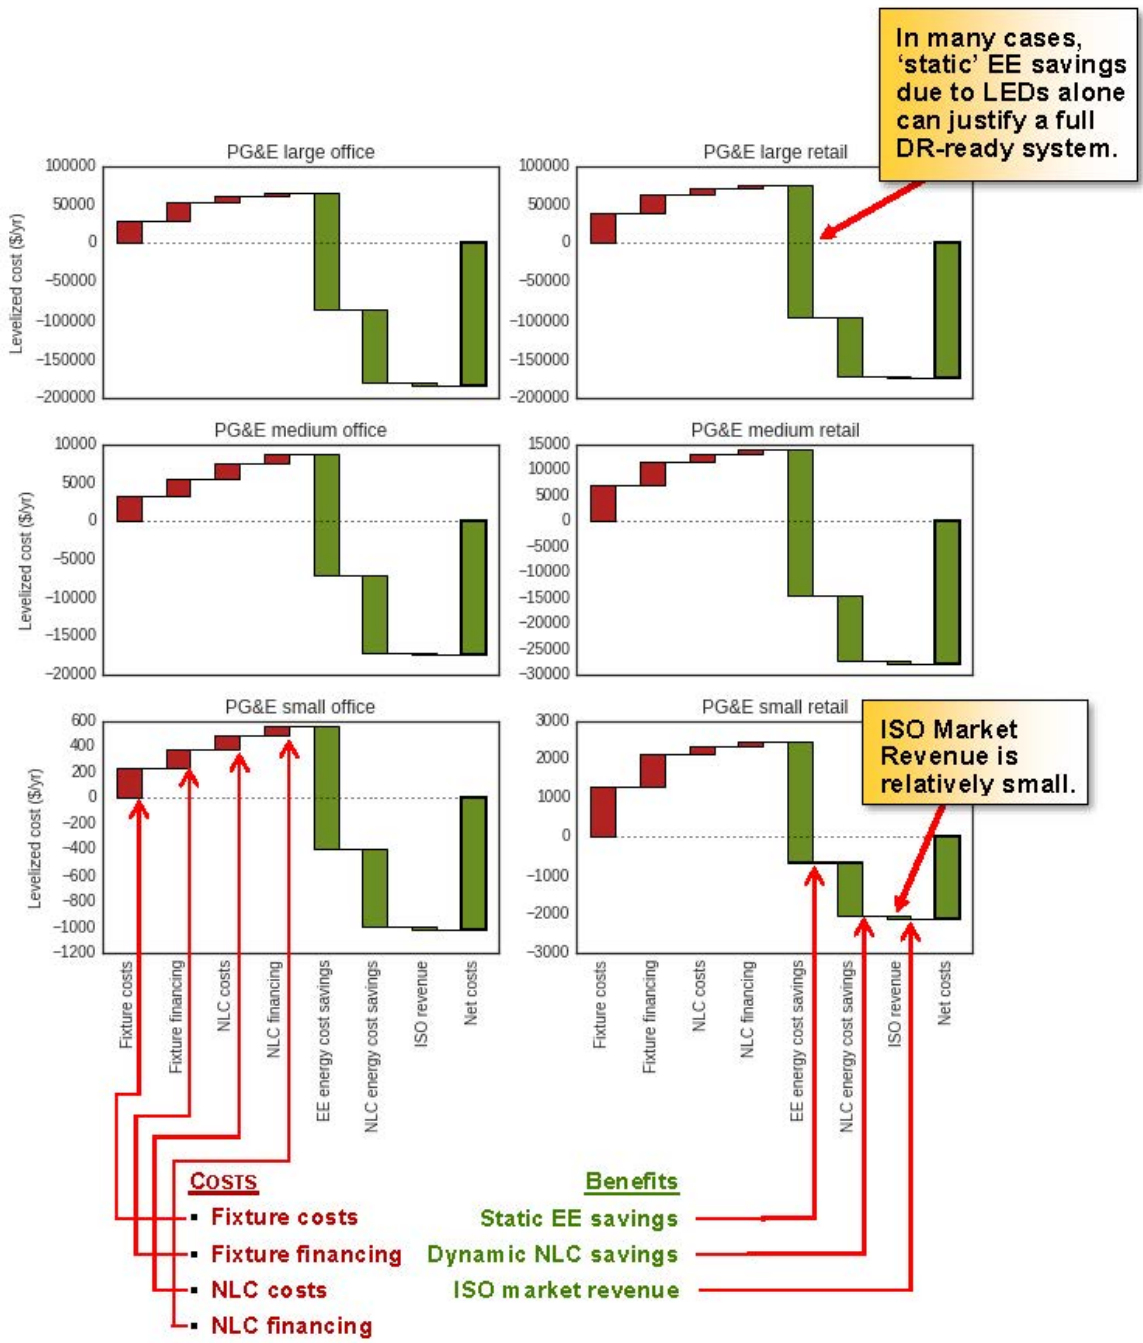 In many cases,
‘static’ EE savings
due to LEDs alone
can justify a full
DR-ready system.
PG&E large office
Levelized cost ($/yr)
100000
50000
0
−50000
−100000
−150000
−200000
PG&E large retail
100000
50000
0
−50000
−100000
−150000
−200000
PG&E medium office
Levelized cost ($/yr)
10000
5000
0
−5000
−10000
−15000
−20000
PG&E medium retail
15000
10000
5000
0
−5000
−10000
−15000
−20000
−25000
−30000
PG&E small office
Levelized cost ($/yr)
600
400
200
0
−200
−400
−600
−800
−1000
−1200
Fixture costs
Fixture financing
NLC costs
NLC financing
EE energy cost savings
NLC energy cost savings
ISO revenue
Net costs
PG&E small retail
3000
2000
1000
0
−1000
−2000
−3000
ISO Market
Revenue is
relatively small.
Fixture costs
Fixture financing
NLC costs
NLC financing
EE energy cost savings
NLC energy cost savings
ISO revenue
Net costs
COSTS
▪ Fixture costs
▪ Fixture financing
▪ NLC costs
▪ NLC financing
Benefits
Static EE savings
Dynamic NLC savings
ISO market revenue